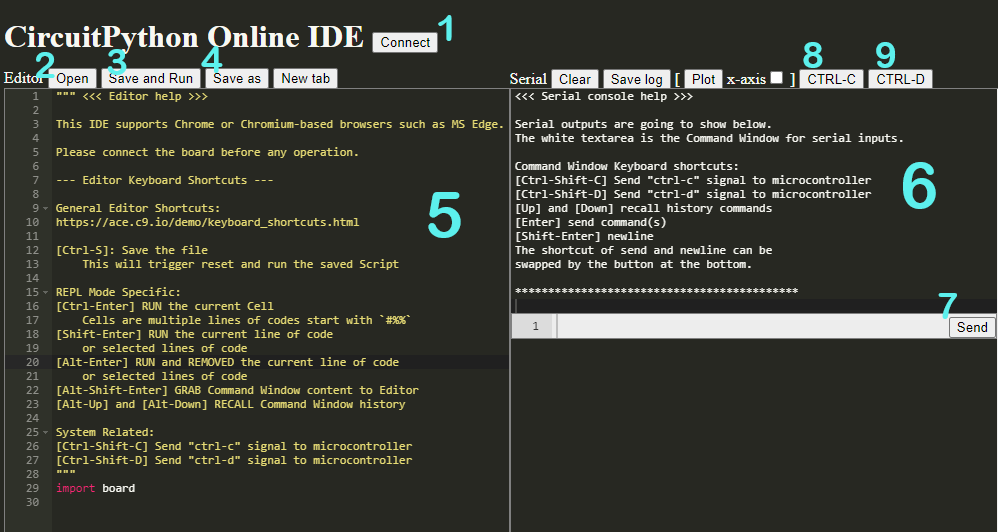 CircuitPython Online IDE Connect 1
2 3 4
Editor Open Save and Run Save as New tab
1 """ <<< Editor help >>>
2
3 This IDE supports Chrome or Chromium-based browsers such as MS Edge.
4
5 Please connect the board before any operation.
6
7 --- Editor Keyboard Shortcuts ---
8
9 General Editor Shortcuts:
10 https://ace.c9.io/demo/keyboard_shortcuts.html
11
12 [Ctrl-S]: Save the file
13 This will trigger reset and run the saved Script
14
15 REPL Mode Specific:
16 [Ctrl-Enter] RUN the current Cell
17 Cells are multiple lines of codes start with `#%%`
18 [Shift-Enter] RUN the current line of code
19 or selected lines of code
20 [Alt-Enter] RUN and REMOVED the current line of code
21 or selected lines of code
22 [Alt-Shift-Enter] GRAB Command Window content to Editor
23 [Alt-Up] and [Alt-Down] RECALL Command Window history
24
25 System Related:
26 [Ctrl-Shift-C] Send "ctrl-c" signal to microcontroller
27 [Ctrl-Shift-D] Send "ctrl-d" signal to microcontroller
28 """
29 import board
30
5
8 9
Serial Clear Save log [ Plot x-axis ] CTRL-C CTRL-D
<<< Serial console help >>>
Serial outputs are going to show below.
The white textarea is the Command Window for serial inputs.
Command Window Keyboard shortcuts:
[Ctrl-Shift-C] Send "ctrl-c" signal to microcontroller
[Ctrl-Shift-D] Send "ctrl-d" signal to microcontroller
[Up] and [Down] recall history commands
[Enter] send command(s)
[Shift-Enter] newline
The shortcut of send and newline can be
swapped by the button at the bottom.
*******************************************
6
7
1 Send